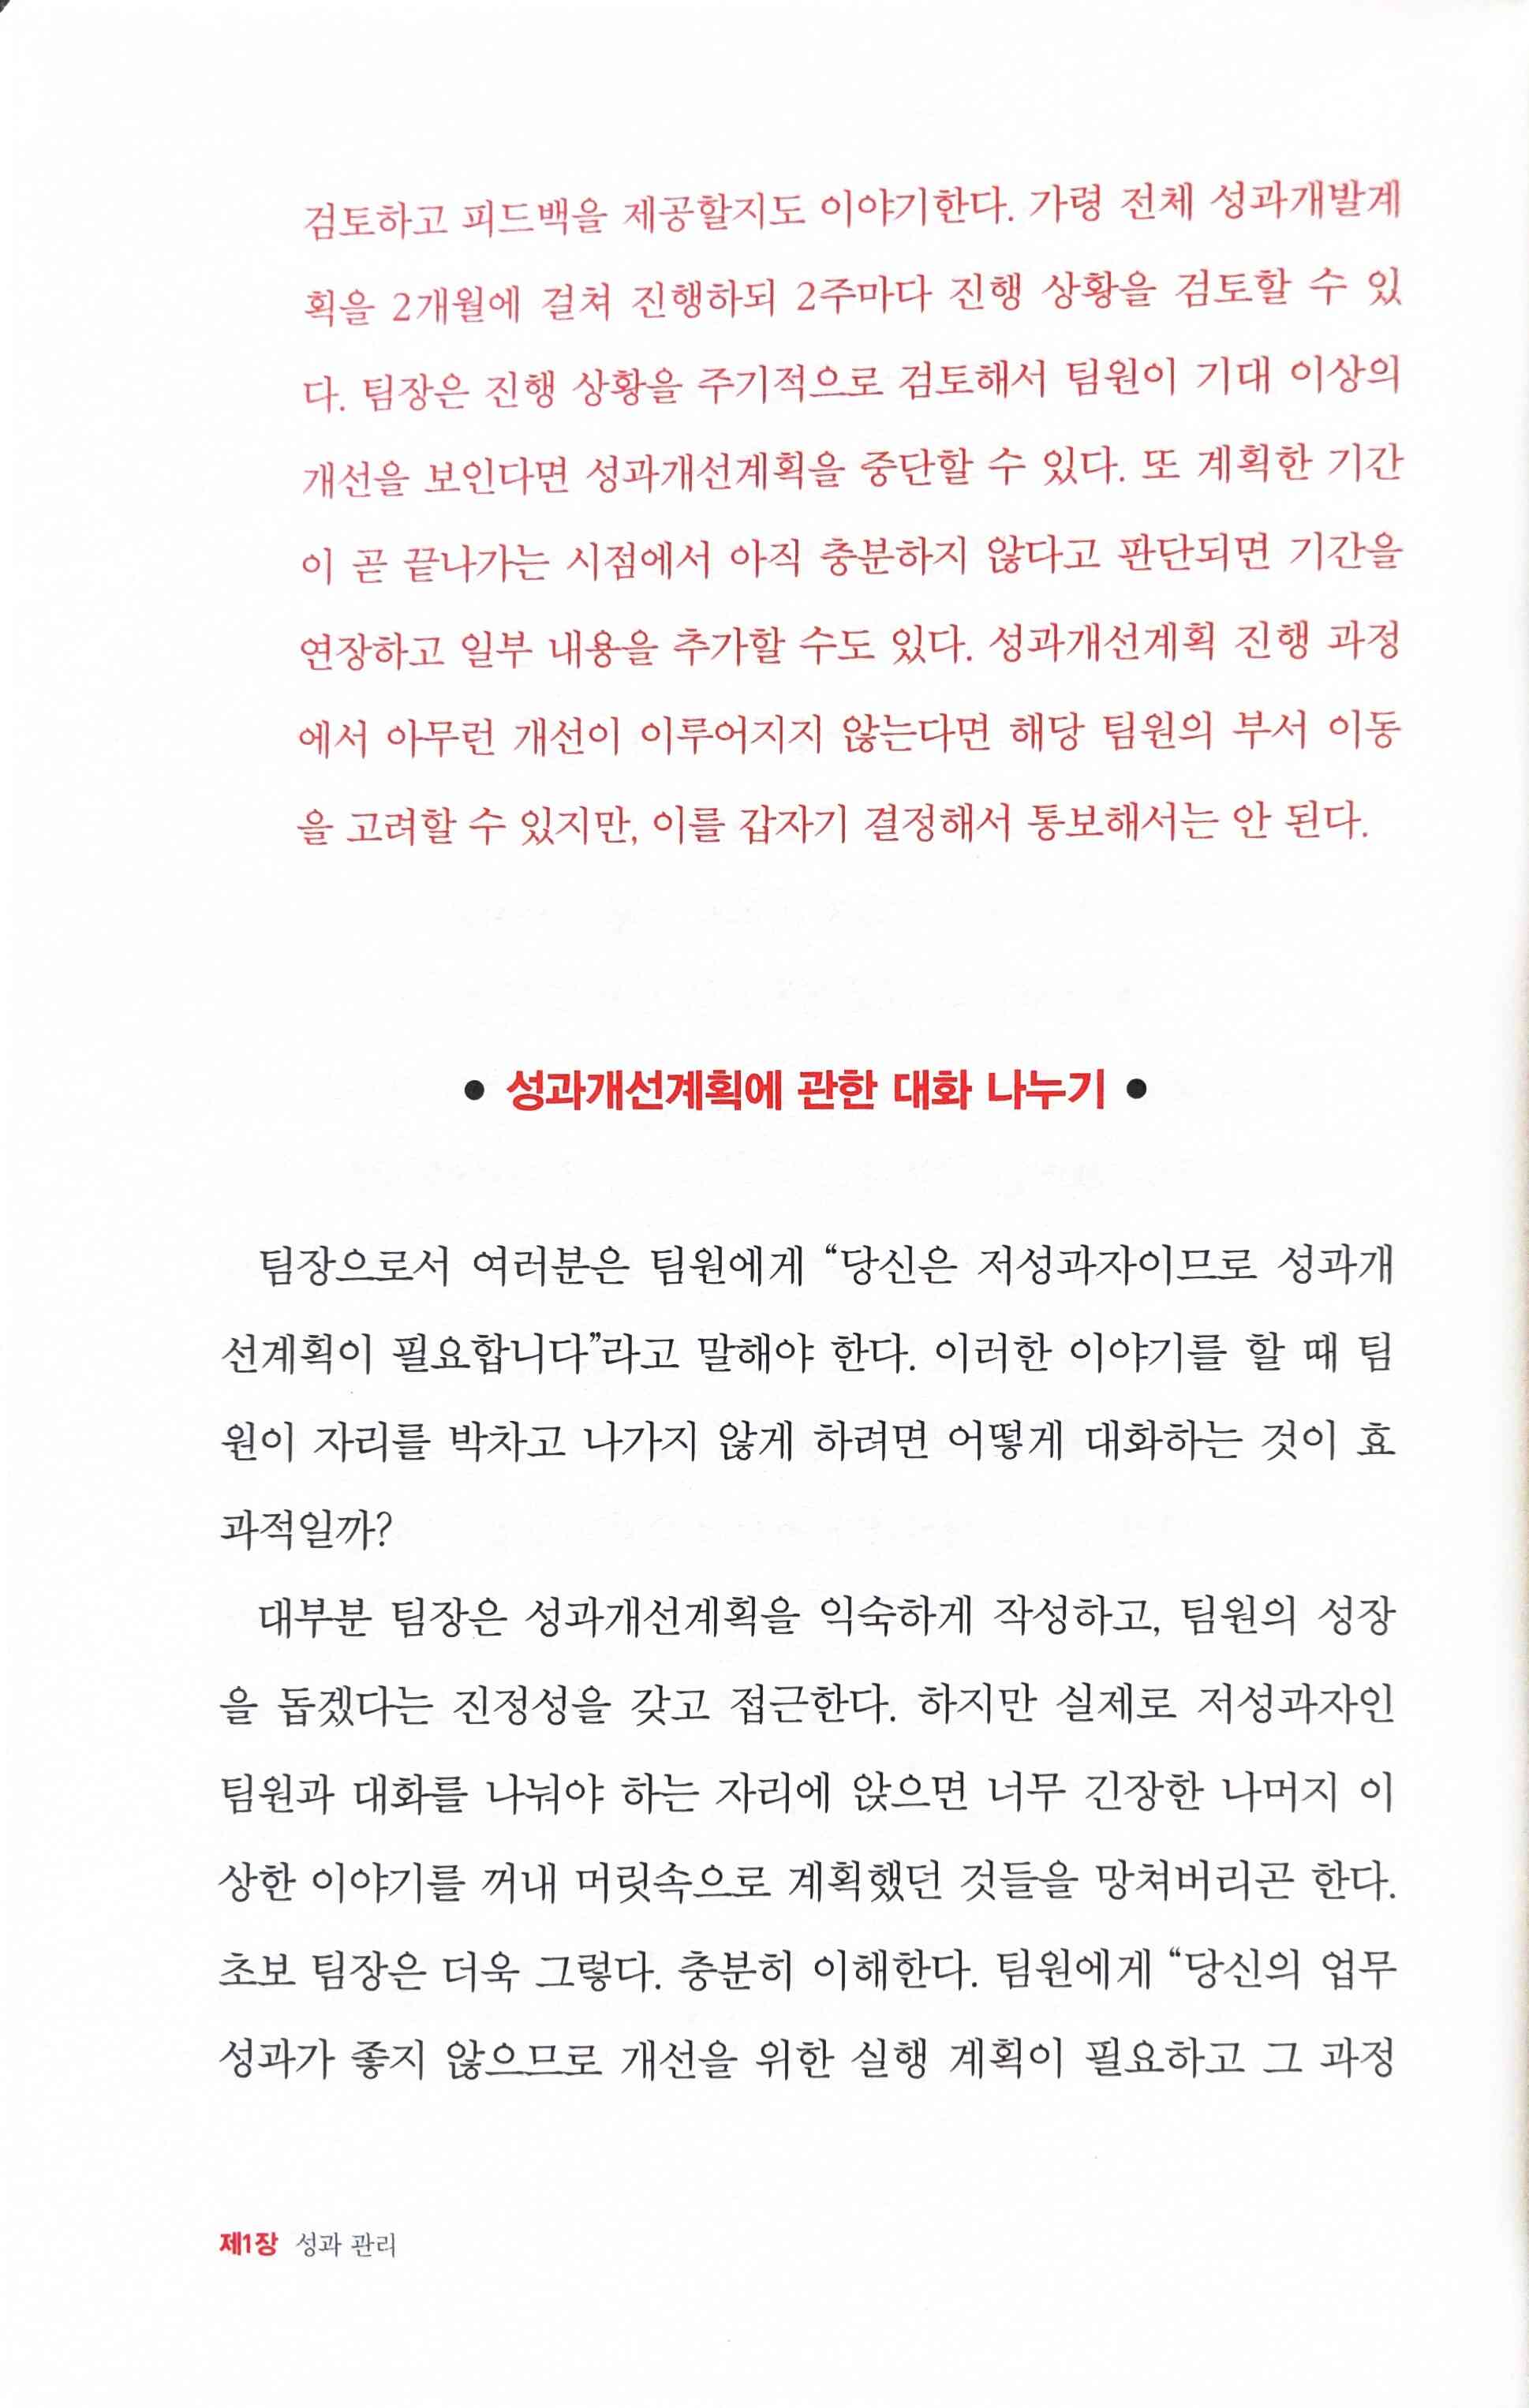 검토하고 피드백을 제공할지도 이야기한다. 가령 전체 성과개발계
획을 2개월에 걸쳐 진행하되 2주마다 진행 상황을 검토할 수 있
다. 팀장은 진행 상황을 주기적으로 검토해서 팀원이 기대 이상의
개선을 보인다면 성과개선계획을 중단할 수 있다. 또 계획한 기간
이 곧 끝나가는 시점에서 아직 충분하지 않다고 판단되면 기간을
연장하고 일부 내용을 추가할 수도 있다. 성과개선계획 진행 과정
에서 아무런 개선이 이루어지지 않는다면 해당 팀원의 부서 이동
을 고려할 수 있지만, 이를 갑자기 결정해서 통보해서는 안 된다.
• 성과개선계획에 관한 대화 나누기 •
팀장으로서 여러분은 팀원에게 “당신은 저성과자이므로 성과개
선계획이 필요합니다”라고 말해야 한다. 이러한 이야기를 할 때 팀
원이 자리를 박차고 나가지 않게 하려면 어떻게 대화하는 것이 효
과적일까?
대부분 팀장은 성과개선계획을 익숙하게 작성하고, 팀원의 성장
을 돕겠다는 진정성을 갖고 접근한다. 하지만 실제로 저성과자인
팀원과 대화를 나눠야 하는 자리에 앉으면 너무 긴장한 나머지 이
상한 이야기를 꺼내 머릿속으로 계획했던 것들을 망쳐버리곤 한다.
초보 팀장은 더욱 그렇다. 충분히 이해한다. 팀원에게 “당신의 업무
성과가 좋지 않으므로 개선을 위한 실행 계획이 필요하고 그 과정
제1장 성과 관리